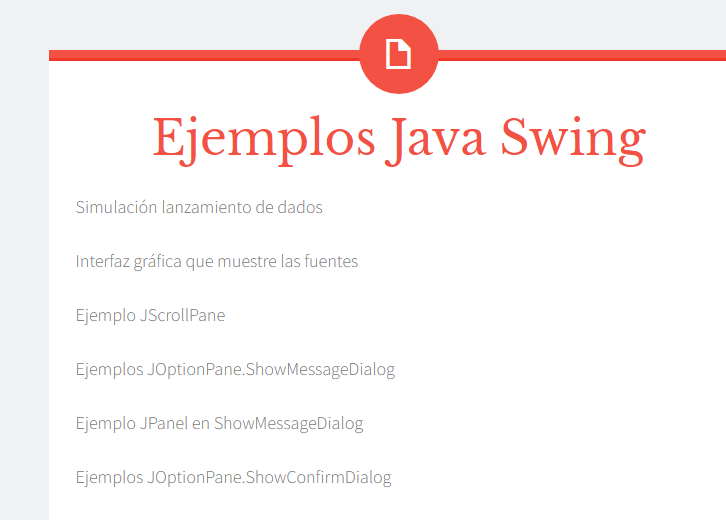 Ejemplos Java Swing
Simulación lanzamiento de dados
Interfaz gráfica que muestre las fuentes
Ejemplo JScrollPane
Ejemplos JOptionPane.ShowMessageDialog
Ejemplo JPanel en ShowMessageDialog
Ejemplos JOptionPane.ShowConfirmDialog